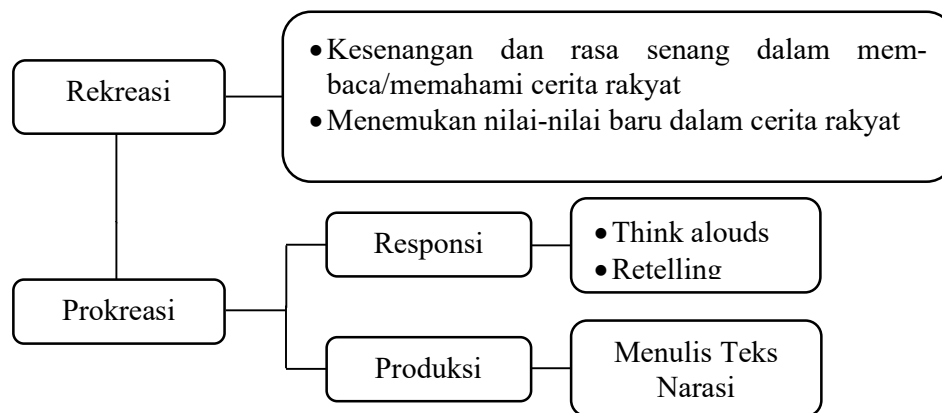 Rekreasi
• Kesenangan dan rasa senang dalam mem-
baca/memahami cerita rakyat
• Menemukan nilai-nilai baru dalam cerita rakyat
Prokreasi
Responsi
• Think alouds
• Retelling
Produksi
Menulis Teks
Narasi